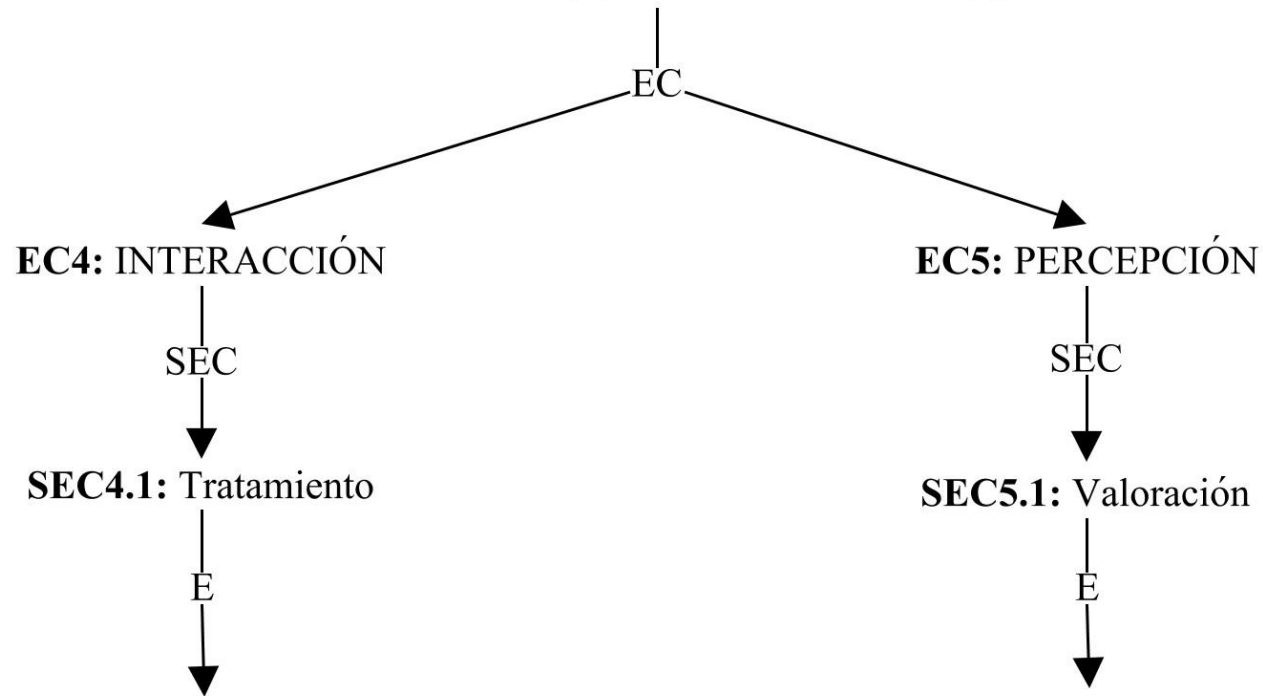 EC
EC4: INTERACCIÓN
EC5: PERCEPCIÓN
SEC
SEC
SEC4.1: Tratamiento
SEC5.1: Valoración
E
E